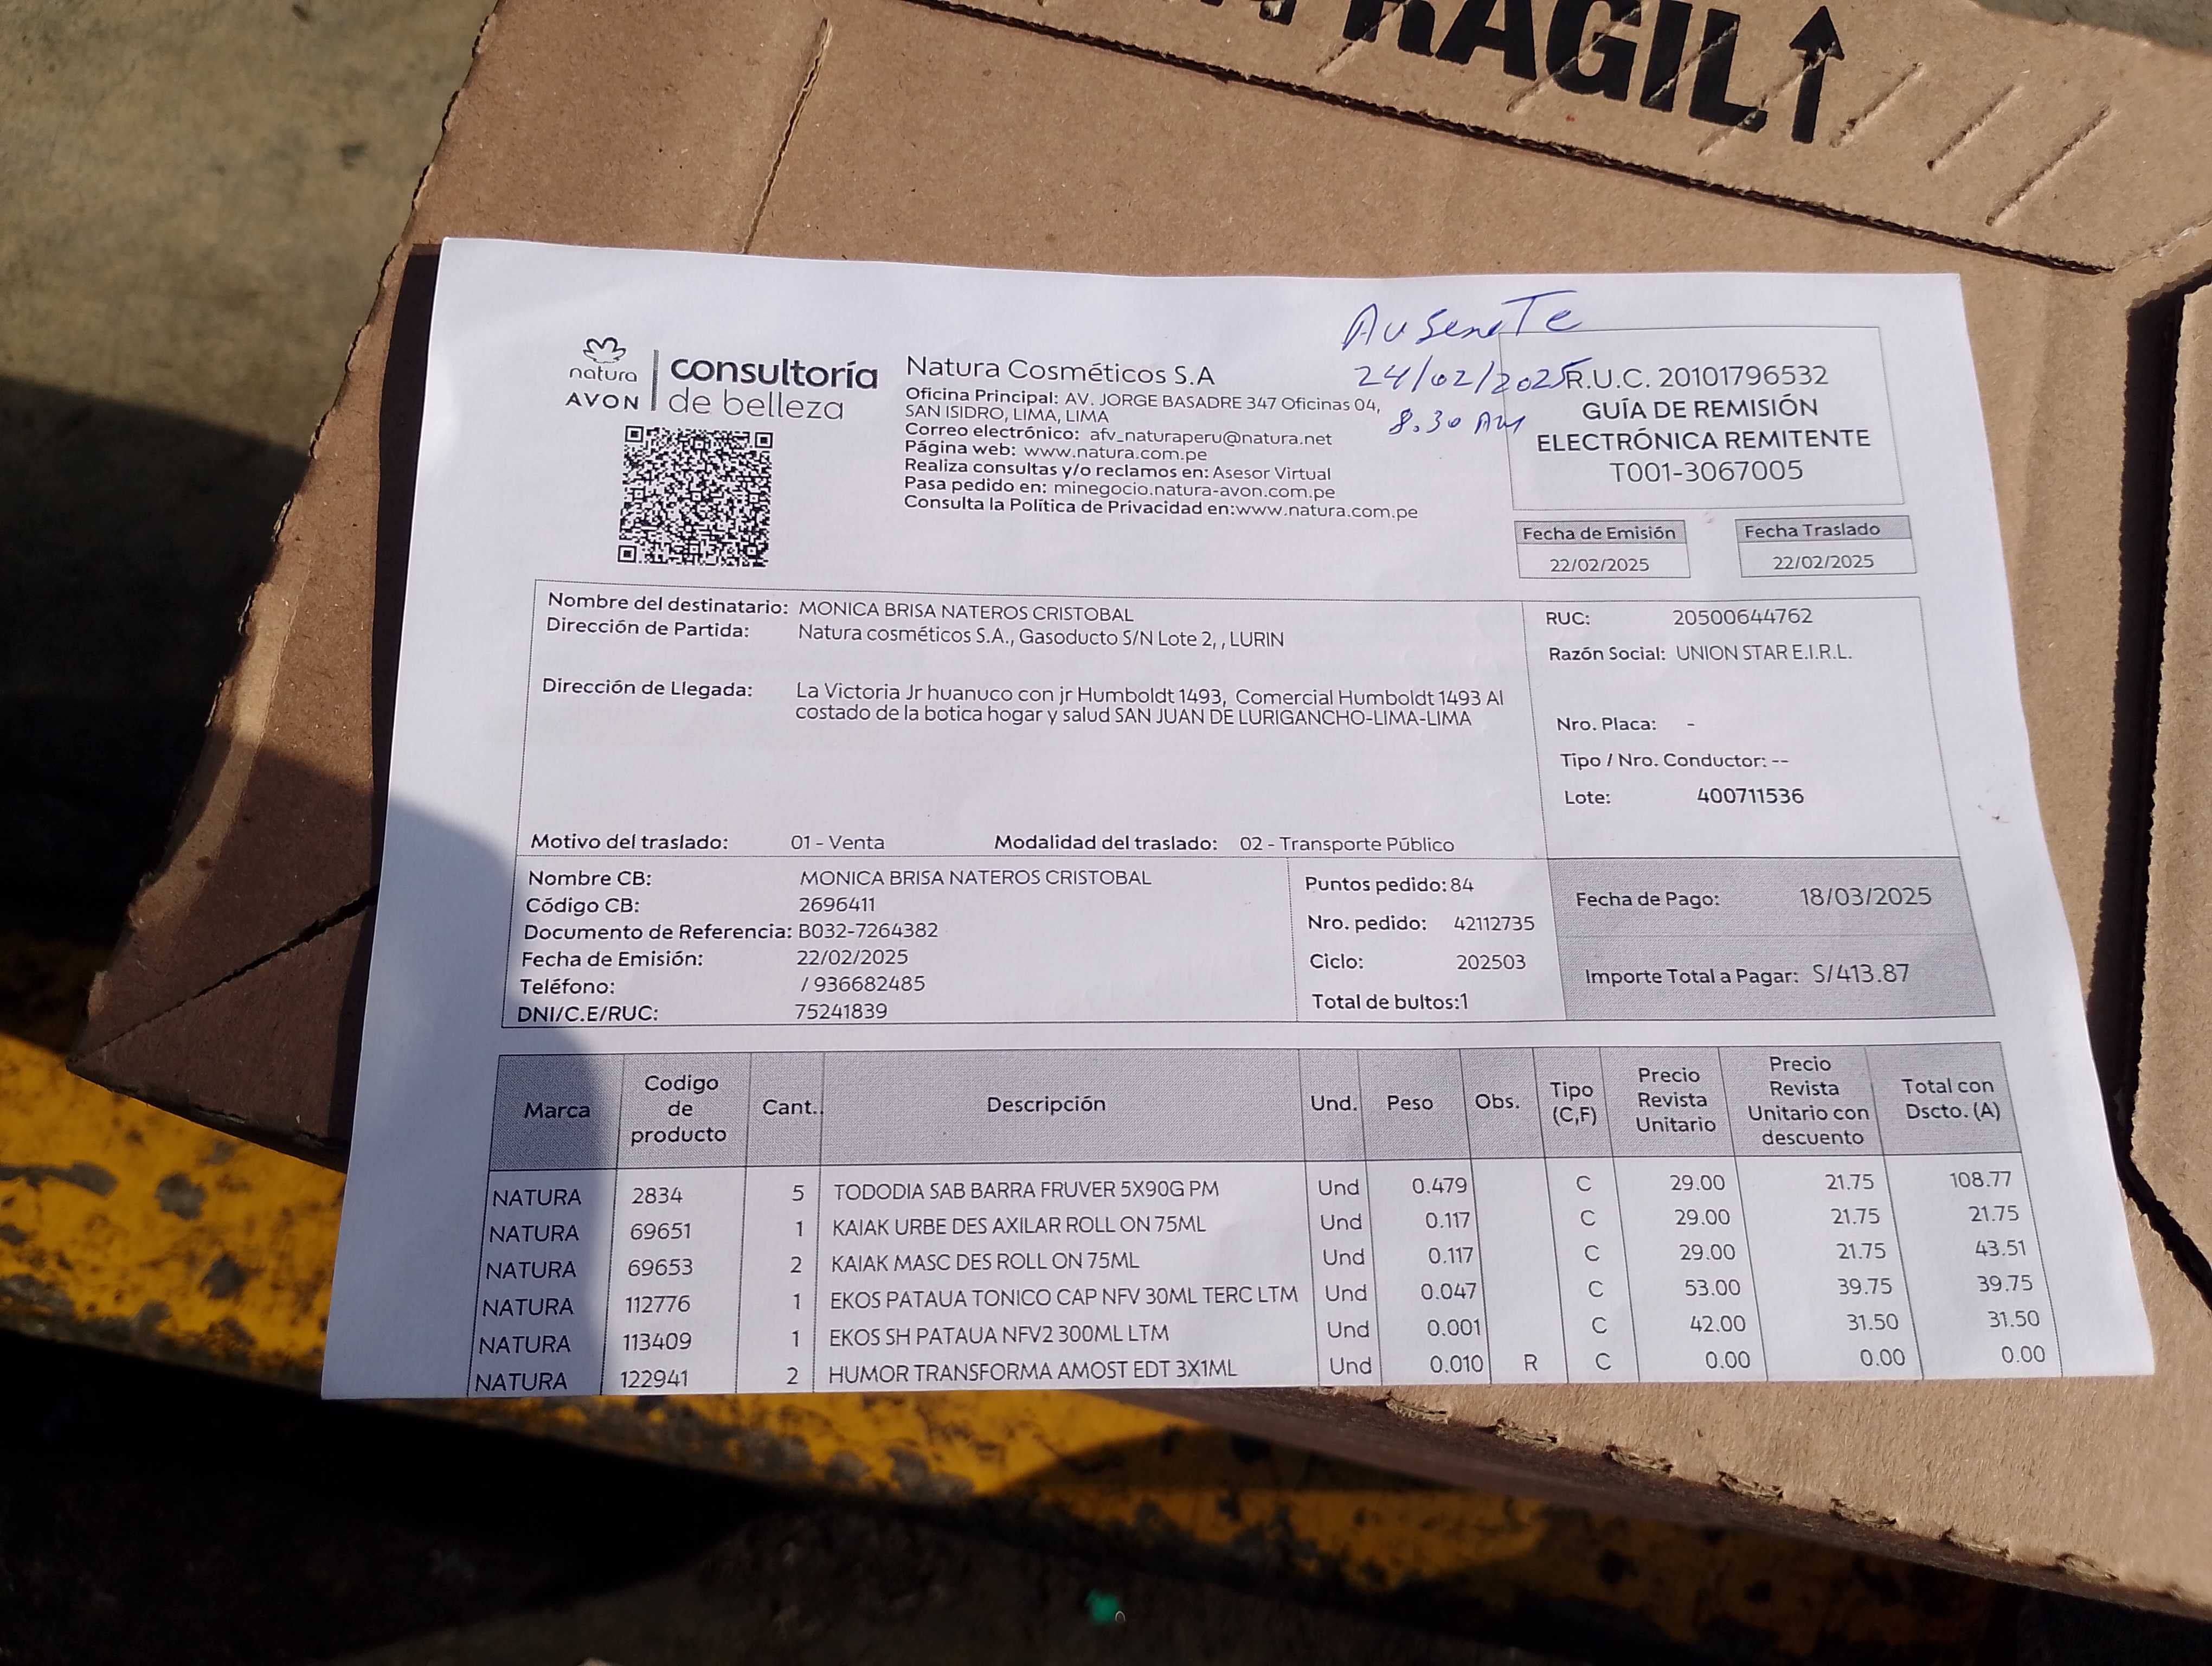 FRAGIL
natura
AVON
consultoría
de belleza
Natura Cosméticos S.A
Oficina Principal: AV. JORGE BASADRE 347 Oficinas 04,
SAN ISIDRO, LIMA, LIMA
Correo electrónico: afv_naturaperu@natura.net
Página web: www.natura.com.pe
Realiza consultas y/o reclamos en: Asesor Virtual
Pasa pedido en: minegocio.natura-avon.com.pe
Consulta la Política de Privacidad en:www.natura.com.pe
AuseneTe
24/02/2025
8.30 AM
R.U.C. 20101796532
GUÍA DE REMISIÓN
ELECTRÓNICA REMITENTE
T001-3067005
Fecha de Emisión Fecha Traslado
22/02/2025 22/02/2025
Nombre del destinatario: MONICA BRISA NATEROS CRISTOBAL
Dirección de Partida: Natura cosméticos S.A., Gasoducto S/N Lote 2, , LURIN
Dirección de Llegada: La Victoria Jr huanuco con jr Humboldt 1493, Comercial Humboldt 1493 Al
costado de la botica hogar y salud SAN JUAN DE LURIGANCHO-LIMA-LIMA
Motivo del traslado: 01 - Venta Modalidad del traslado: 02 - Transporte Público
RUC: 20500644762
Razón Social: UNION STAR E.I.R.L.
Nro. Placa: -
Tipo / Nro. Conductor: --
Lote: 400711536
Nombre CB: MONICA BRISA NATEROS CRISTOBAL
Código CB: 2696411
Documento de Referencia: B032-7264382
Fecha de Emisión: 22/02/2025
Teléfono: / 936682485
DNI/C.E/RUC: 75241839
Puntos pedido: 84
Nro. pedido: 42112735
Ciclo: 202503
Total de bultos:1
Fecha de Pago: 18/03/2025
Importe Total a Pagar: S/413.87
Marca Codigo de producto Cant. Descripción Und. Peso Obs. Tipo (C,F) Precio Revista Unitario Precio Revista Unitario con descuento Total con Dscto. (A)
NATURA 2834 5 TODODIA SAB BARRA FRUVER 5X90G PM Und 0.479 C 29.00 21.75 108.77
NATURA 69651 1 KAIAK URBE DES AXILAR ROLL ON 75ML Und 0.117 C 29.00 21.75 21.75
NATURA 69653 2 KAIAK MASC DES ROLL ON 75ML Und 0.117 C 29.00 21.75 43.51
NATURA 112776 1 EKOS PATAUA TONICO CAP NFV 30ML TERC LTM Und 0.047 C 53.00 39.75 39.75
NATURA 113409 1 EKOS SH PATAUA NFV2 300ML LTM Und 0.001 C 42.00 31.50 31.50
NATURA 122941 2 HUMOR TRANSFORMA AMOST EDT 3X1ML Und 0.010 R C 0.00 0.00 0.00